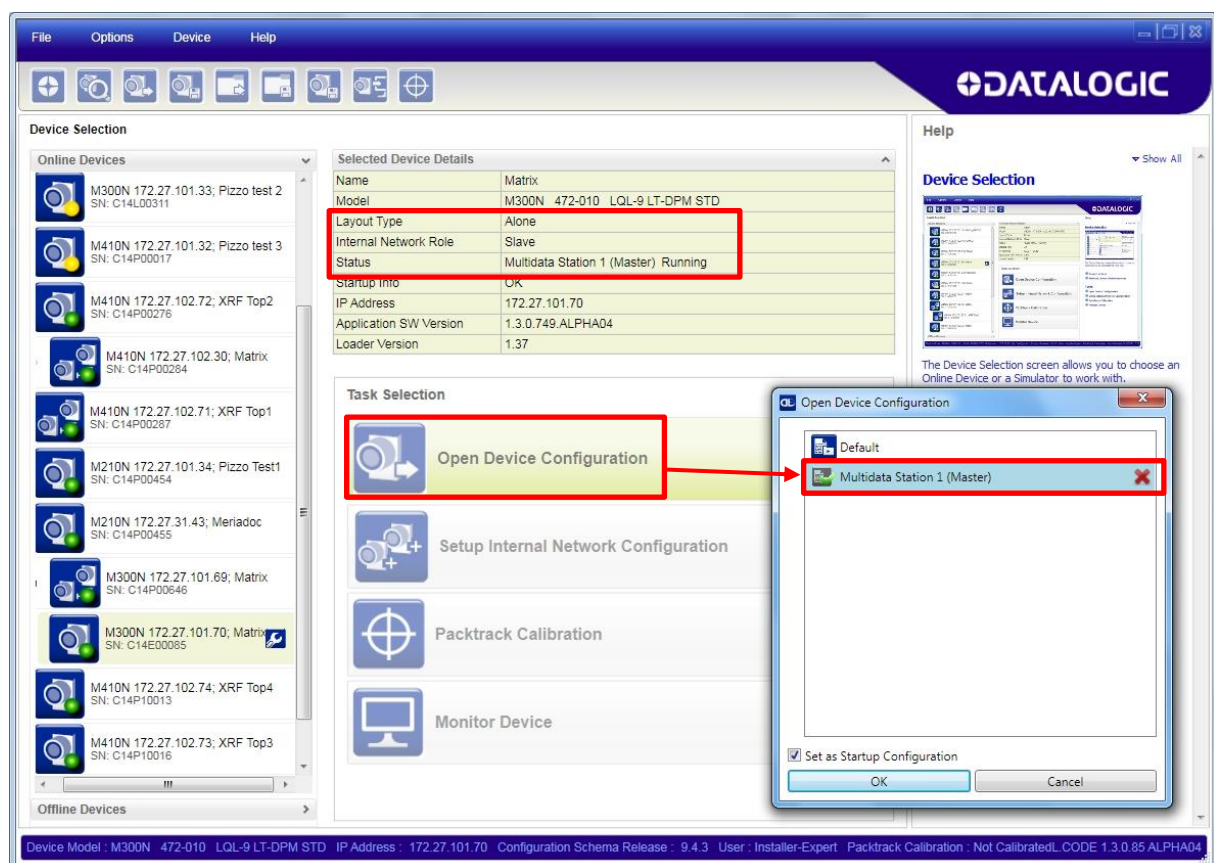 File Options Device Help
DATALOGIC
Device Selection
Online Devices
M300N 172.27.101.33; Pizzo test 2
SN: C14L00311
M410N 172.27.101.32; Pizzo test 3
SN: C14P00017
M410N 172.27.102.72; XRF Top2
SN: C14P00276
M410N 172.27.102.30; Matrix
SN: C14P00284
M410N 172.27.102.71; XRF Top1
SN: C14P00287
M210N 172.27.101.34; Pizzo Test1
SN: C14P00454
M210N 172.27.31.43; Meriadoc
SN: C14P00455
M300N 172.27.101.69; Matrix
SN: C14P00646
M300N 172.27.101.70; Matrix
SN: C14E00085
M410N 172.27.102.74; XRF Top4
SN: C14P10013
M410N 172.27.102.73; XRF Top3
SN: C14P10016
Offline Devices
Selected Device Details
Name Matrix
Model M300N 472-010 LQL-9 LT-DPM STD
Layout Type Alone
Internal Network Role Slave
Status Multidata Station 1 (Master) Running
Startup Info OK
IP Address 172.27.101.70
Application SW Version 1.3.0.749.ALPHA04
Loader Version 1.37
Task Selection
Open Device Configuration
Setup Internal Network Configuration
Packtrack Calibration
Monitor Device
Help
Show All
Device Selection
The Device Selection screen allows you to choose an
Online Device or a Simulator to work with.
Open Device Configuration
Default
Multidata Station 1 (Master)
Set as Startup Configuration
OK Cancel
Device Model : M300N 472-010 LQL-9 LT-DPM STD IP Address : 172.27.101.70 Configuration Schema Release : 9.4.3 User : Installer-Expert Packtrack Calibration : Not CalibratedL.CODE 1.3.0.85 ALPHA04